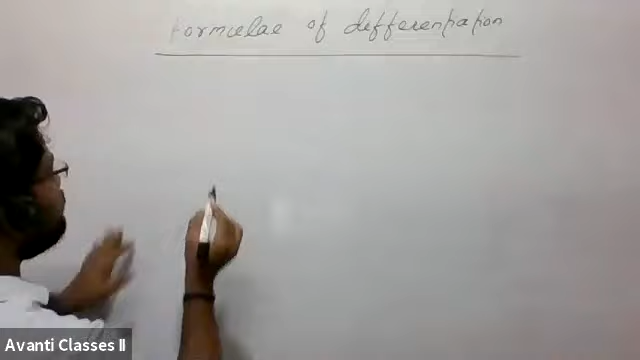 Formulae of differentiation
Avanti Classes II